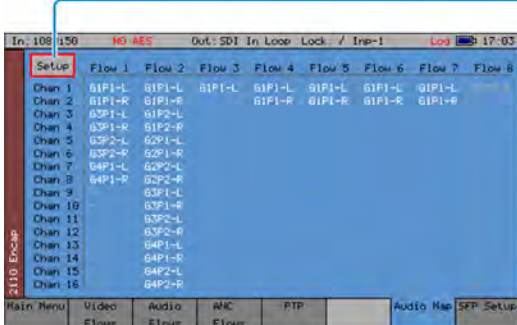 In: 1080i50 NO AES Out: SDI In Loop Lock: / Inp-1 Log 17:03
Setup Flow 1 Flow 2 Flow 3 Flow 4 Flow 5 Flow 6 Flow 7 Flow 8
Chan 1 G1P1-L G1P1-L G1P1-L G1P1-L G1P1-L G1P1-L G1P1-L
Chan 2 G1P1-R G1P1-R G1P1-R G1P1-R G1P1-R G1P1-R
Chan 3 G3P1-L G1P2-L
Chan 4 G3P1-R G1P2-R
Chan 5 G3P2-L G2P1-L
Chan 6 G3P2-R G2P1-R
Chan 7 G4P1-L G2P2-L
Chan 8 G4P1-R G2P2-R
Chan 9 G3P1-L
Chan 10 - G3P1-R
Chan 11 G3P2-L
Chan 12 G3P2-R
Chan 13 G4P1-L
Chan 14 G4P1-R
Chan 15 G4P2-L
Chan 16 G4P2-R
2110 Encap
Main Menu Video Flows Audio Flows ANC Flows PTP Audio Map SFP Setup